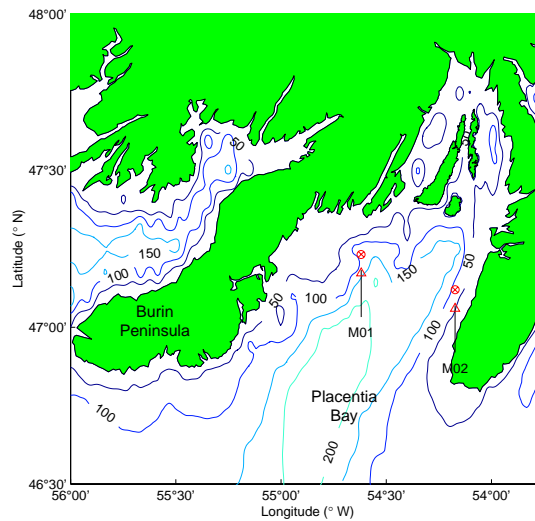 48°00'
47°30'
47°00'
46°30'
Latitude (° N)
56°00'
55°30'
55°00'
54°30'
54°00'
Longitude (° W)
50
50
150
100
50
100
150
50
100
100
200
Burin
Peninsula
M01
M02
Placentia
Bay